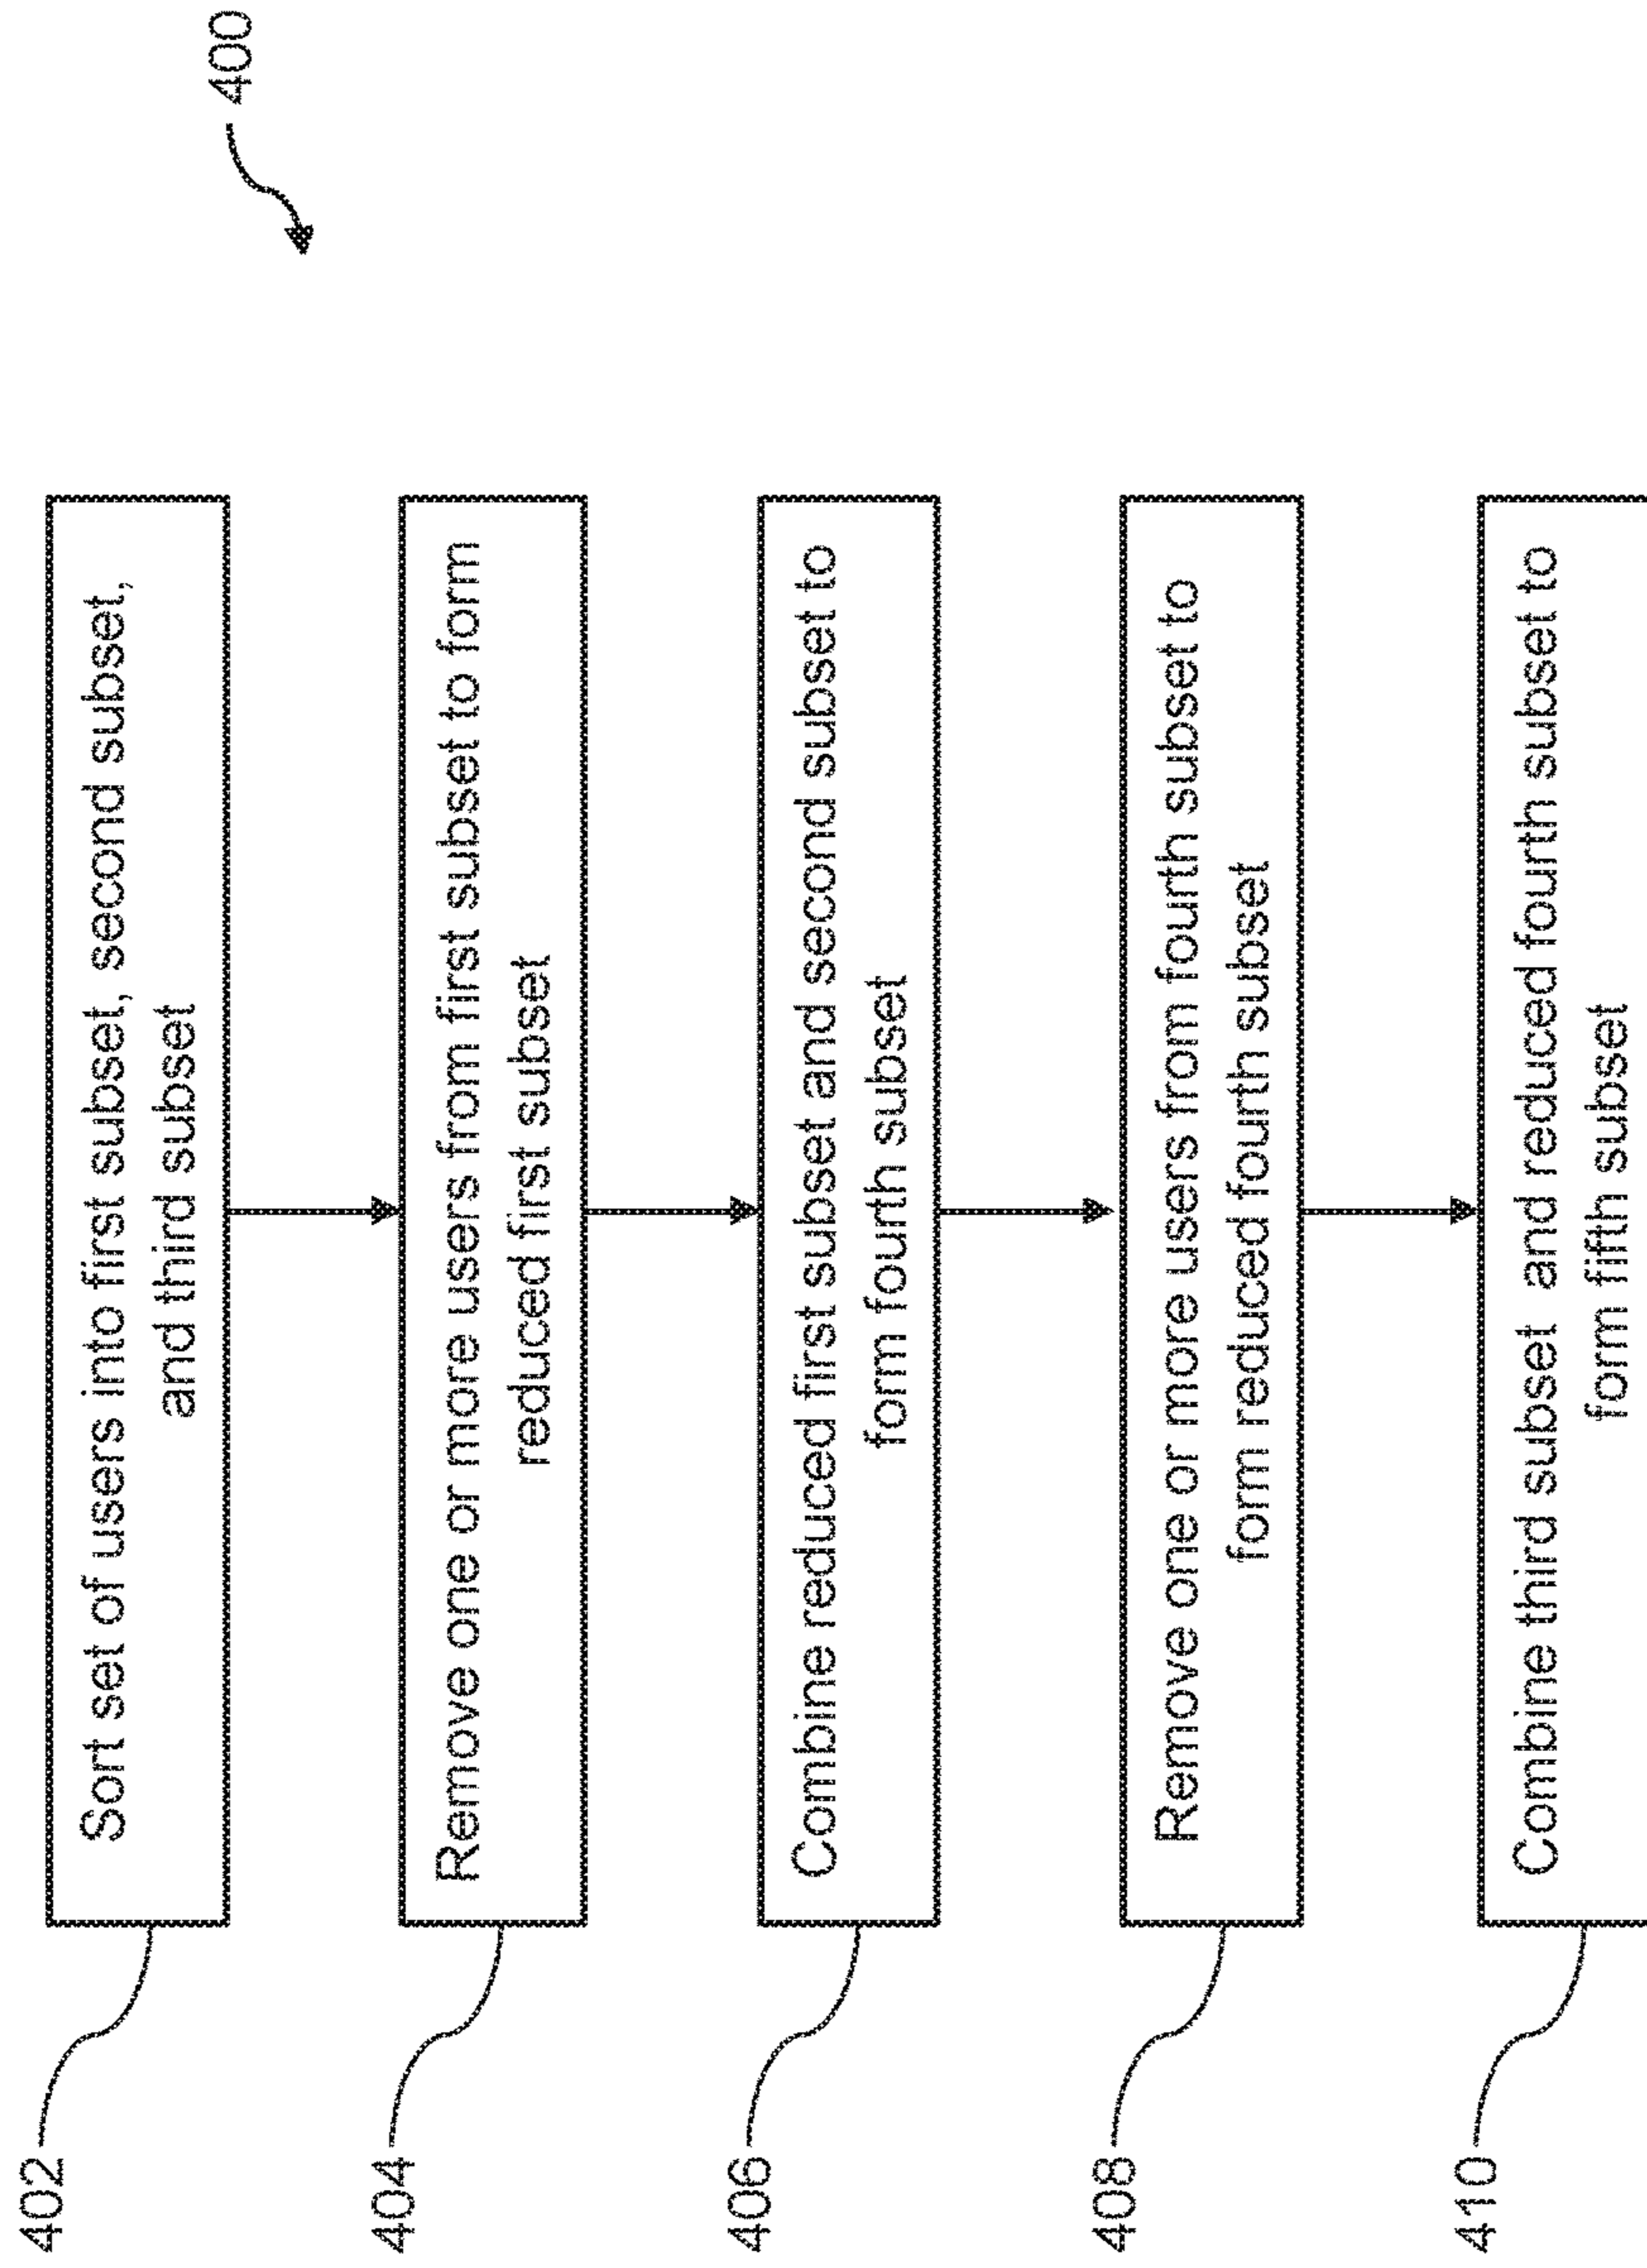 400
402
Sort set of users into first subset, second subset,
and third subset
404
Remove one or more users from first subset to form
reduced first subset
406
Combine reduced first subset and second subset to
form fourth subset
408
Remove one or more users from fourth subset to
form reduced fourth subset
410
Combine third subset and reduced fourth subset to
form fifth subset